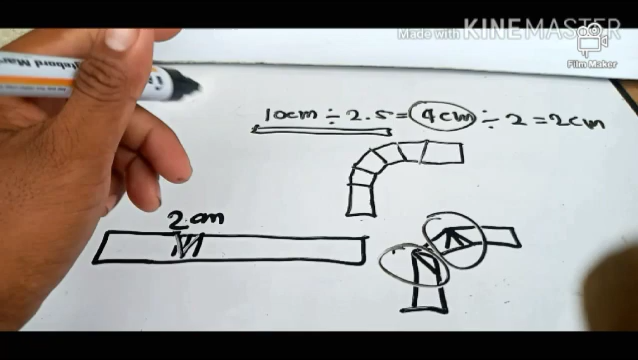 Made with KINEMASTER
Film Maker
10cm ÷ 2.5 = 4cm ÷ 2 = 2cm
2cm